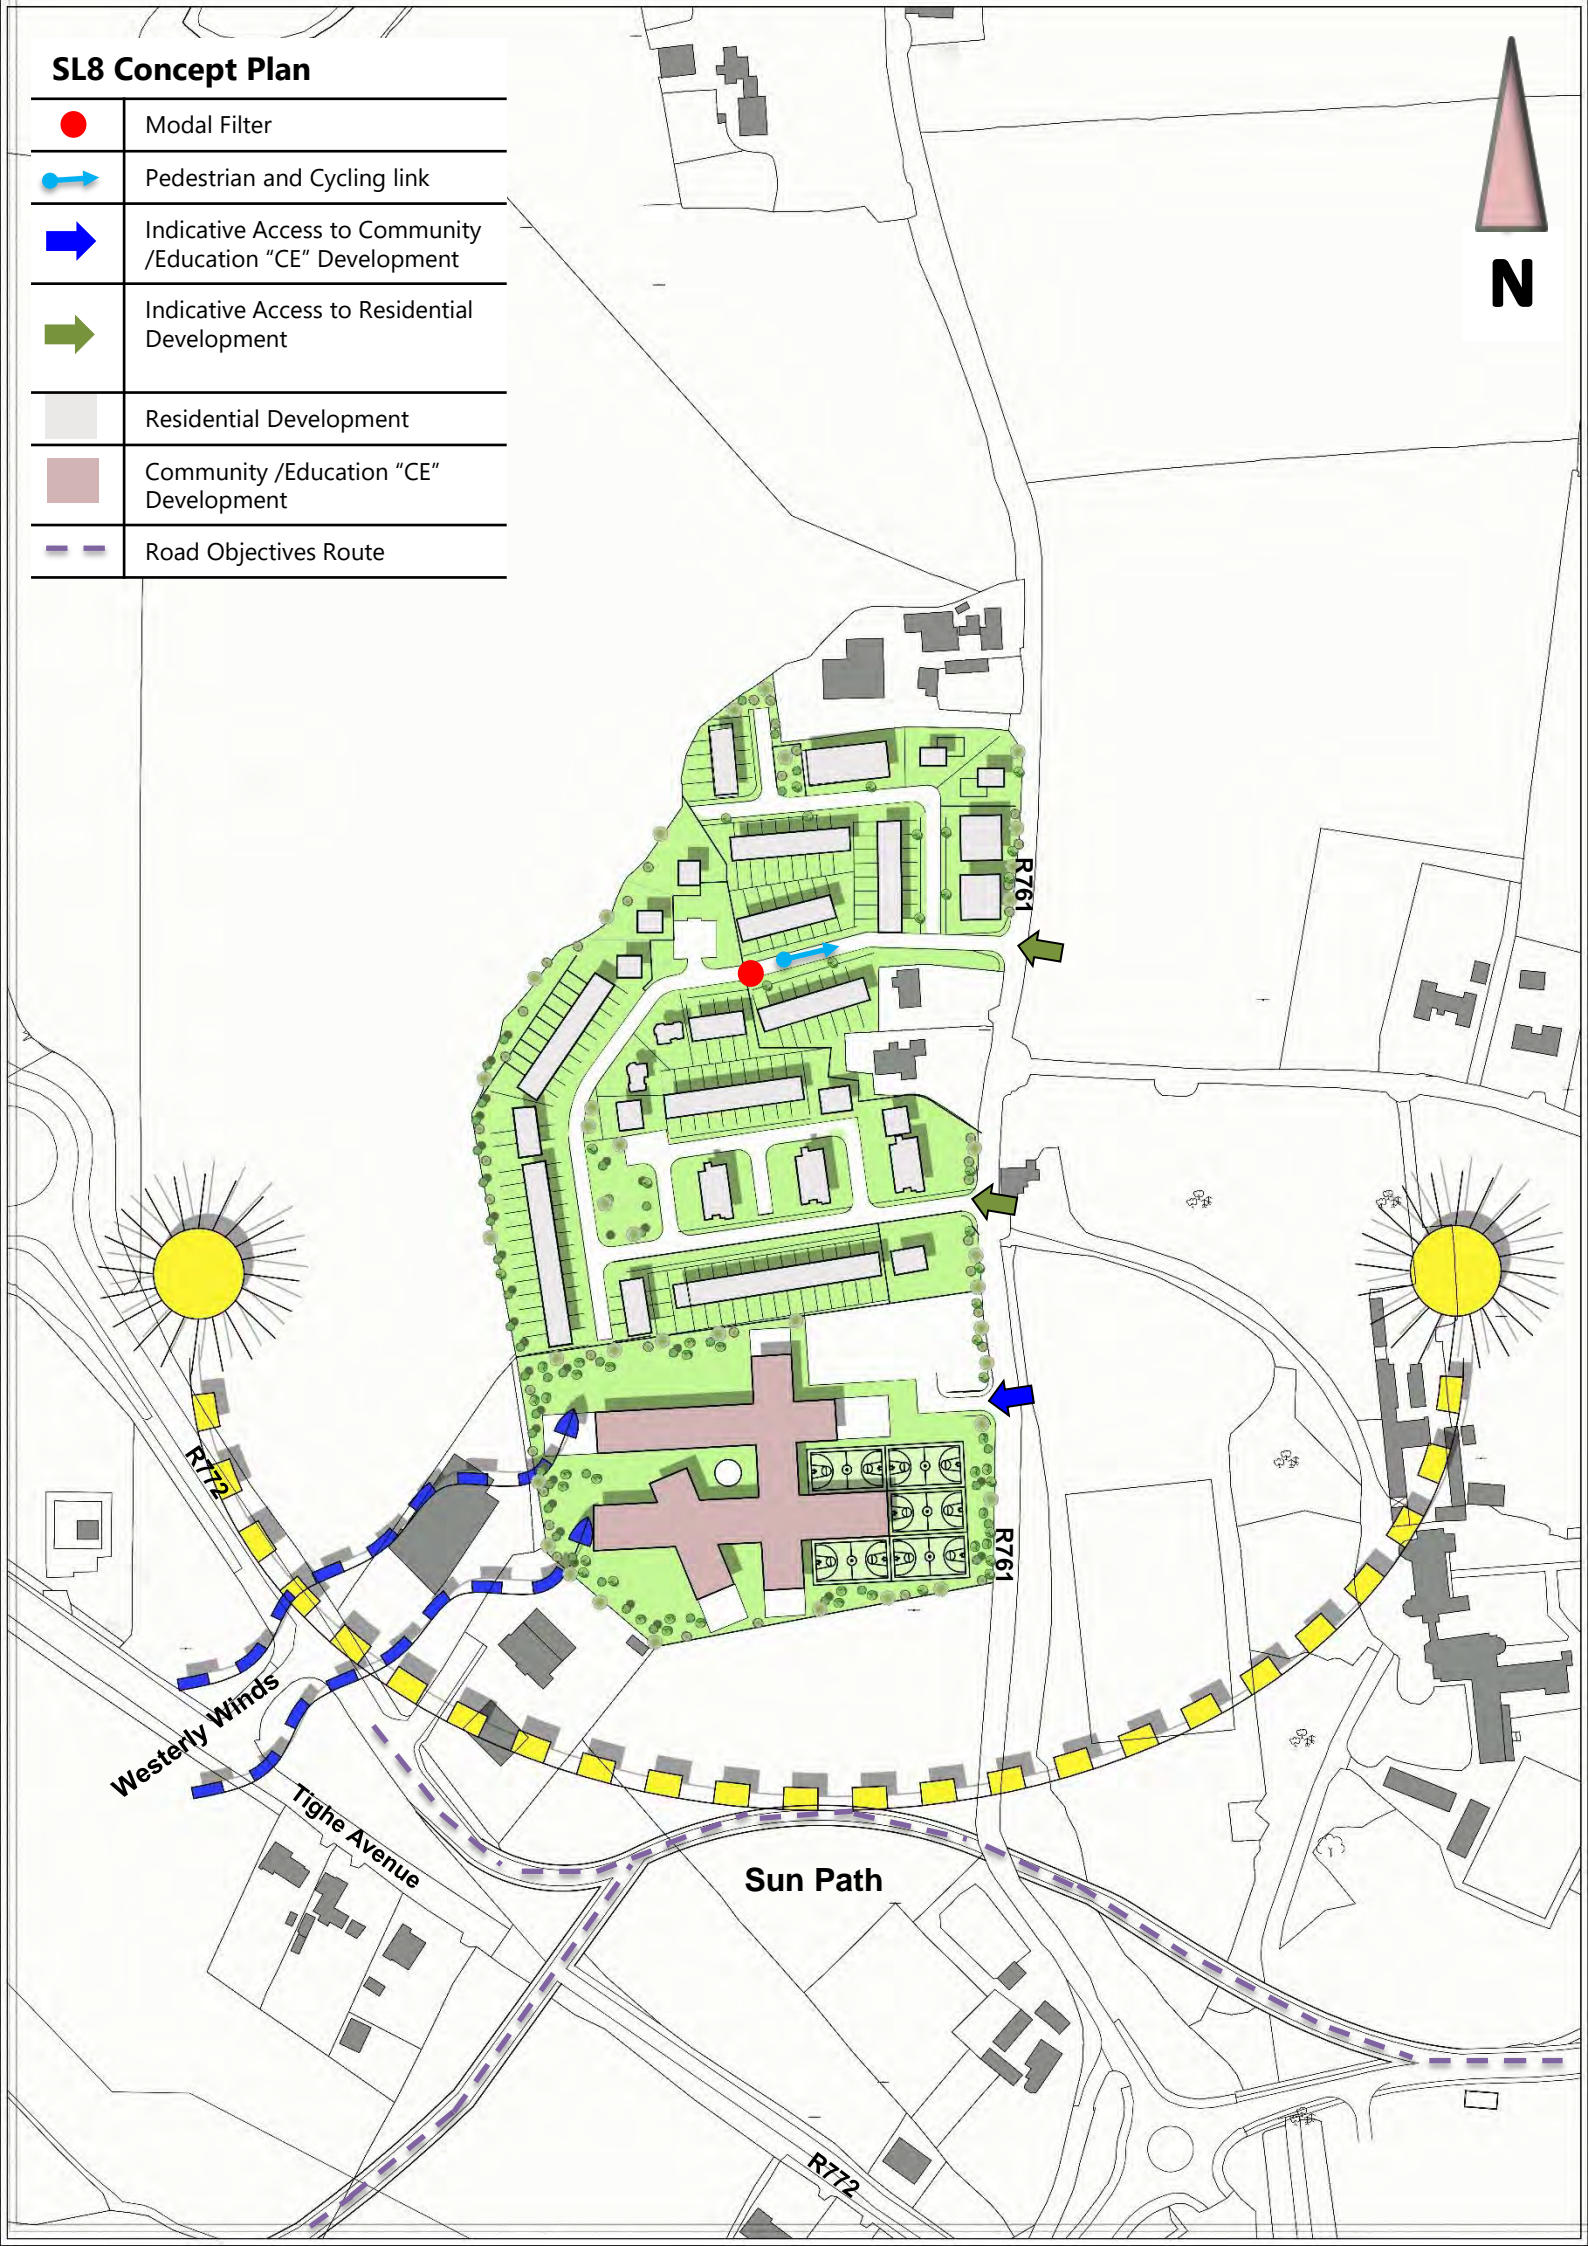 SL8 Concept Plan
Modal Filter
Pedestrian and Cycling link
Indicative Access to Community
/Education “CE” Development
Indicative Access to Residential
Development
Residential Development
Community /Education “CE”
Development
Road Objectives Route
N
R761
R772
R761
Westerly Winds
Tighe Avenue
Sun Path
R772